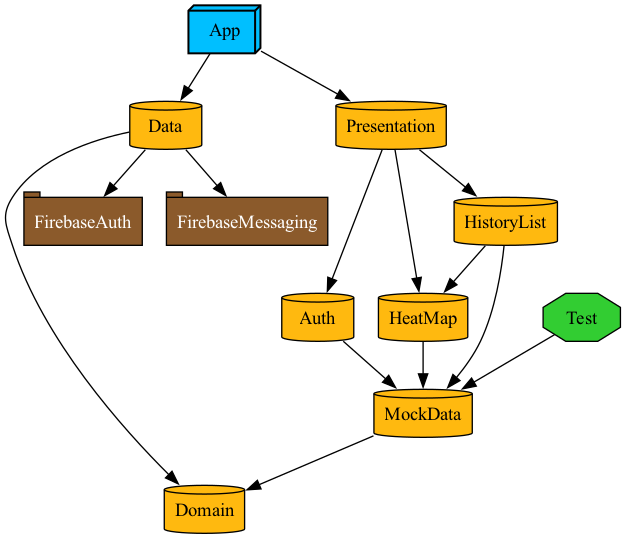 App
Data
Presentation
FirebaseAuth
FirebaseMessaging
HistoryList
Auth
HeatMap
Test
MockData
Domain